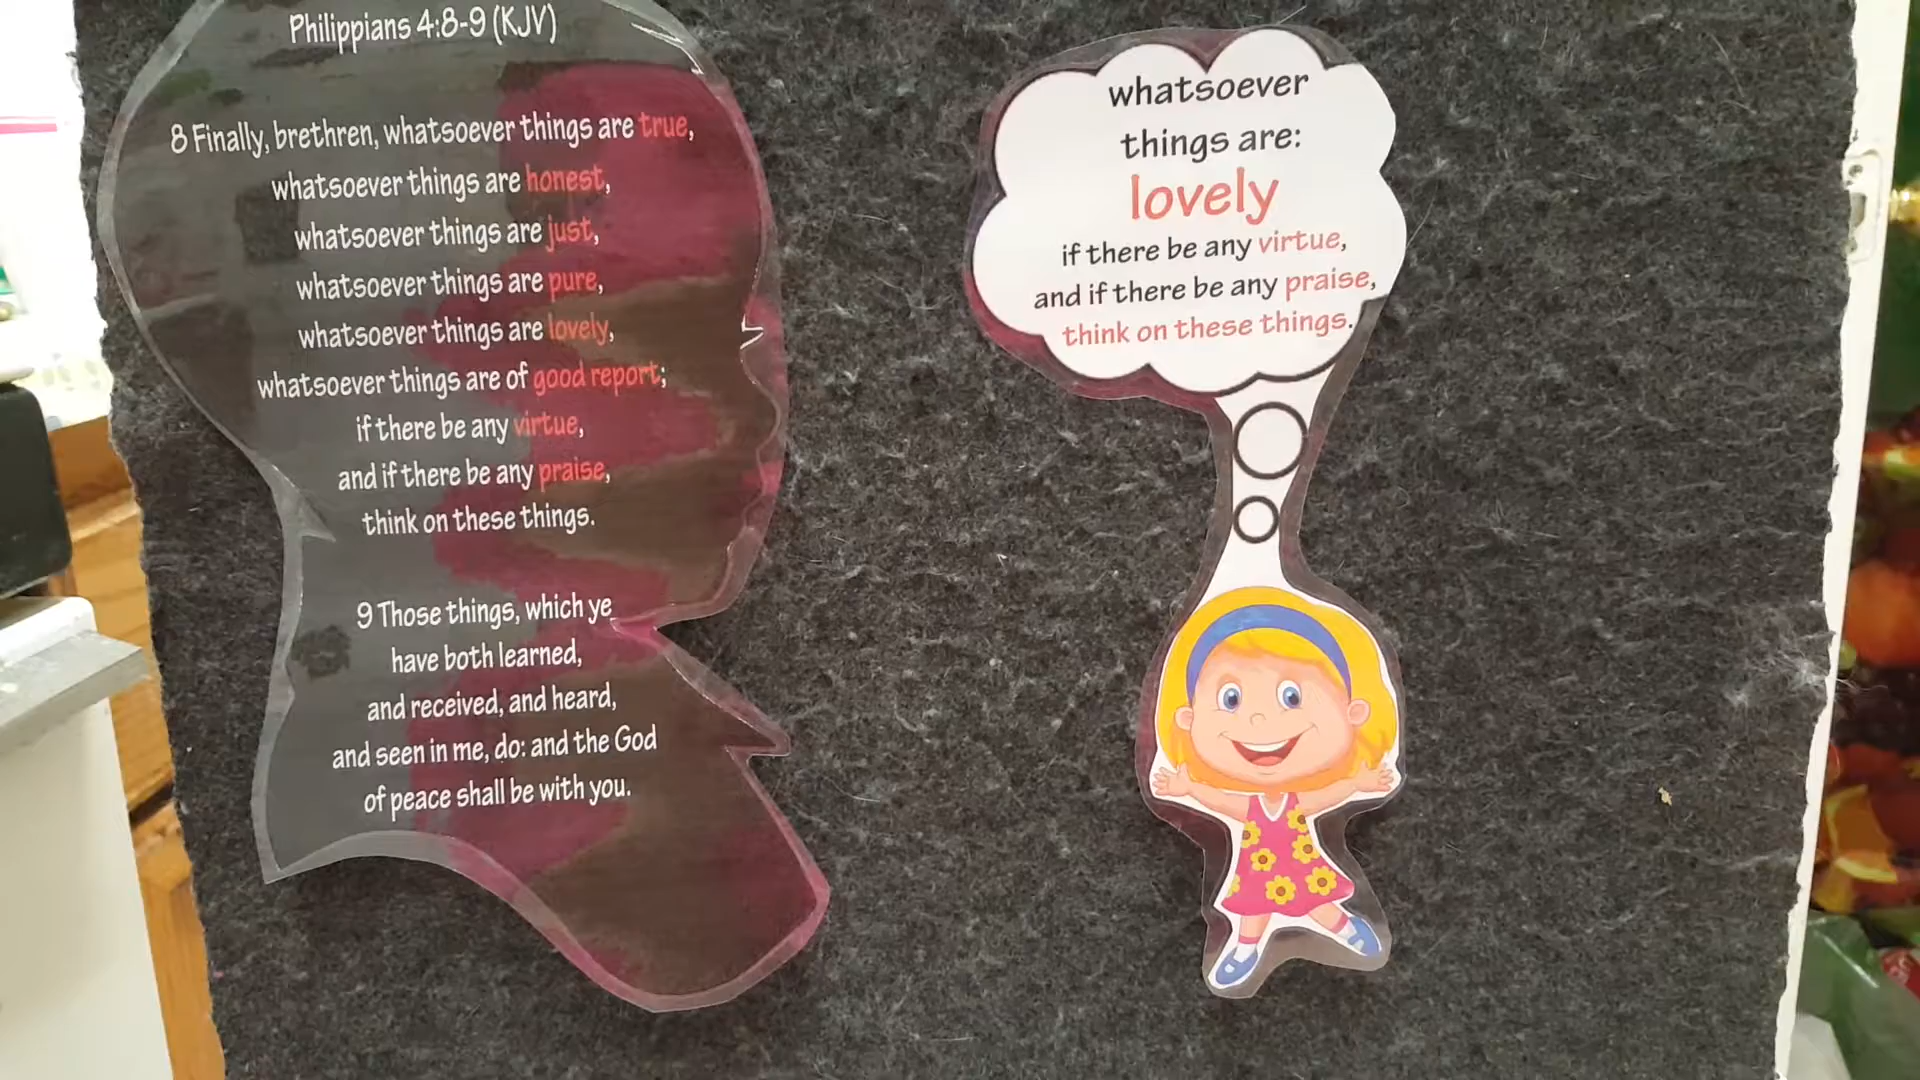 Philippians 4:8-9 (KJV)
8 Finally, brethren, whatsoever things are true,
whatsoever things are honest,
whatsoever things are just,
whatsoever things are pure,
whatsoever things are lovely,
whatsoever things are of good report;
if there be any virtue,
and if there be any praise,
think on these things.
9 Those things, which ye
have both learned,
and received, and heard,
and seen in me, do: and the God
of peace shall be with you.
whatsoever
things are:
lovely
if there be any virtue,
and if there be any praise,
think on these things.